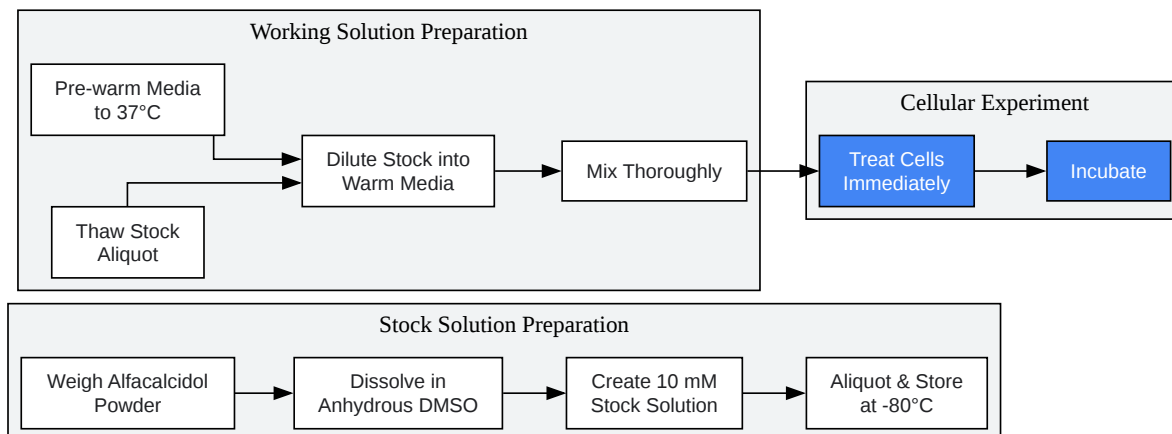 Working Solution Preparation
Pre-warm Media
to 37°C
Thaw Stock
Aliquot
Dilute Stock into
Warm Media
Mix Thoroughly
Cellular Experiment
Treat Cells
Immediately
Incubate
Stock Solution Preparation
Weigh Alfacalcidol
Powder
Dissolve in
Anhydrous DMSO
Create 10 mM
Stock Solution
Aliquot & Store
at -80°C